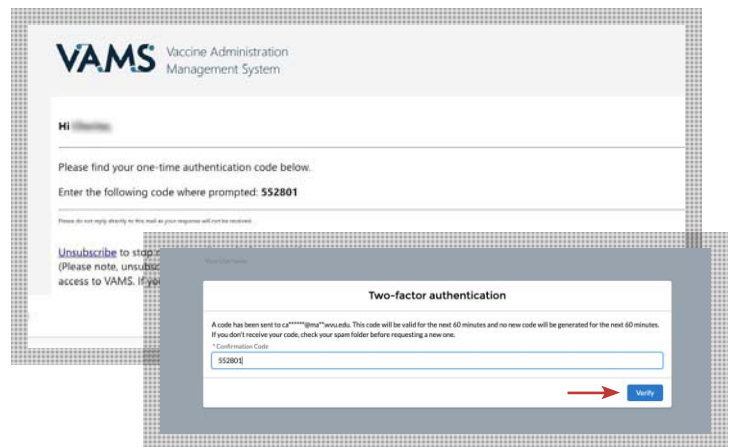 VAMS Vaccine Administration
Management System
Hi
Please find your one-time authentication code below.
Enter the following code where prompted: 552801
Please do not reply directly to this mail as your response will not be received.
Unsubscribe to stop
(Please note,
access to VAMS. If you
Your Username
Two-factor authentication
A code has been sent to ca******@ma**wvu.edu. This code will be valid for the next 60 minutes and no new code will be generated for the next 60 minutes.
If you don't receive your code, check your spam folder before requesting a new one.
* Confirmation Code
552801
Verify